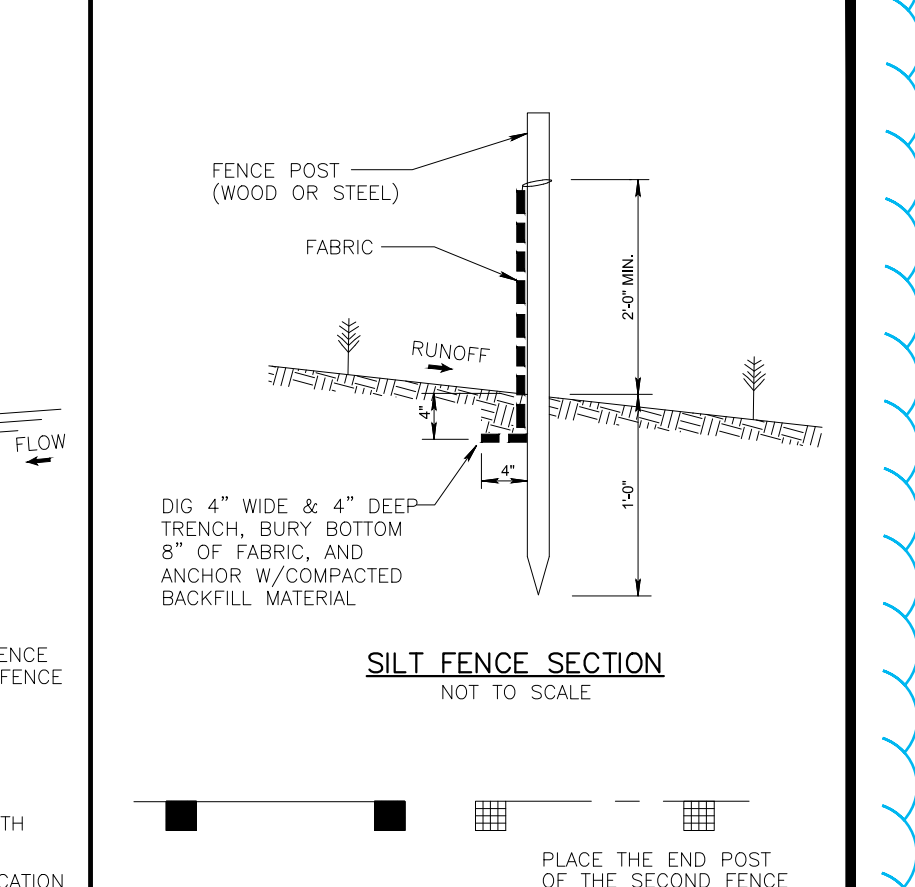 FENCE POST
(WOOD OR STEEL)
FABRIC
2'-0" MIN.
RUNOFF
4"
FLOW
4"
1'-0"
DIG 4” WIDE & 4” DEEP
TRENCH, BURY BOTTOM
8” OF FABRIC, AND
ANCHOR W/COMPACTED
BACKFILL MATERIAL
ENCE
FENCE
SILT FENCE SECTION
NOT TO SCALE
TH
CATION
PLACE THE END POST
OF THE SECOND FENCE